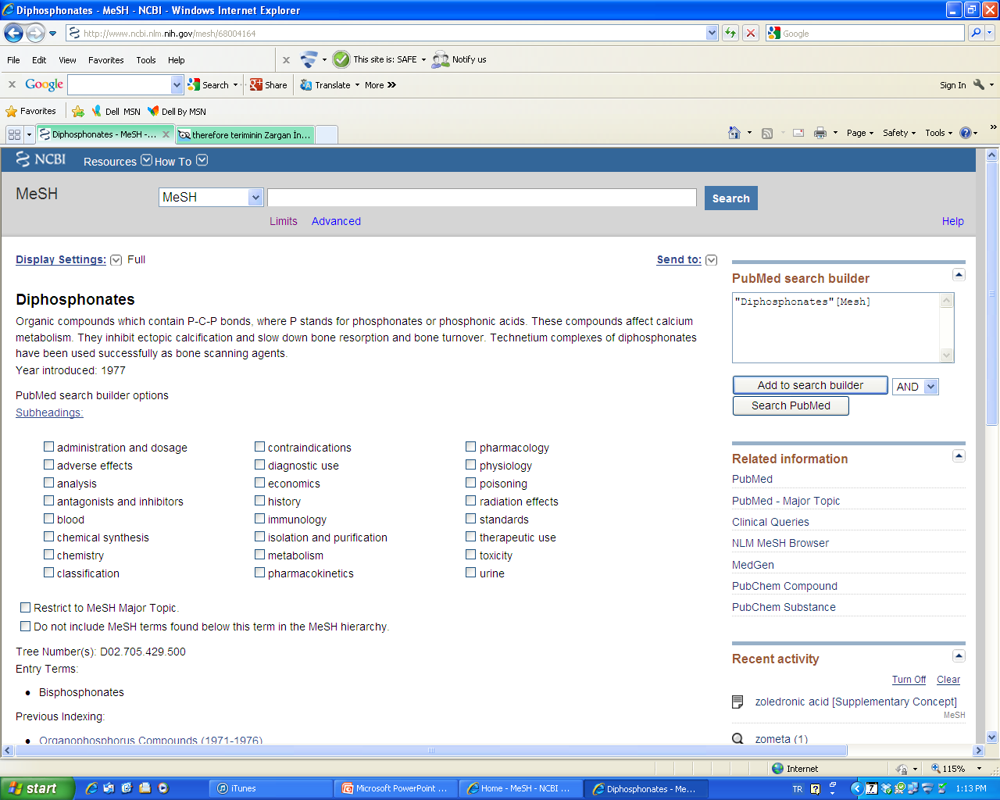 Diphosphonates - MeSH - NCBI - Windows Internet Explorer
http://www.ncbi.nlm.nih.gov/mesh/68004164
Google
File Edit View Favorites Tools Help
x This site is: SAFE Notify us
x Google Search Share Translate More » Sign In
Favorites Dell MSN Dell By MSN
Diphosphonates - MeSH -... x therefore teriminin Zargan İn... Page Safety Tools »
NCBI Resources How To
MeSH MeSH Search
Limits Advanced Help
Display Settings: Full Send to:
Diphosphonates
Organic compounds which contain P-C-P bonds, where P stands for phosphonates or phosphonic acids. These compounds affect calcium
metabolism. They inhibit ectopic calcification and slow down bone resorption and bone turnover. Technetium complexes of diphosphonates
have been used successfully as bone scanning agents.
Year introduced: 1977
PubMed search builder options
Subheadings:
administration and dosage contraindications pharmacology
adverse effects diagnostic use physiology
analysis economics poisoning
antagonists and inhibitors history radiation effects
blood immunology standards
chemical synthesis isolation and purification therapeutic use
chemistry metabolism toxicity
classification pharmacokinetics urine
Restrict to MeSH Major Topic.
Do not include MeSH terms found below this term in the MeSH hierarchy.
Tree Number(s): D02.705.429.500
Entry Terms:
• Bisphosphonates
Previous Indexing:
• Organophosphorus Compounds (1971-1976)
PubMed search builder
"Diphosphonates"[Mesh]
Add to search builder AND
Search PubMed
Related information
PubMed
PubMed - Major Topic
Clinical Queries
NLM MeSH Browser
MedGen
PubChem Compound
PubChem Substance
Recent activity
Turn Off Clear
zoledronic acid [Supplementary Concept]
MeSH
zometa (1)
Internet 115%
start iTunes Microsoft PowerPoint ... Home - MeSH - NCBI ... Diphosphonates - Me... TR 7 1:13 PM